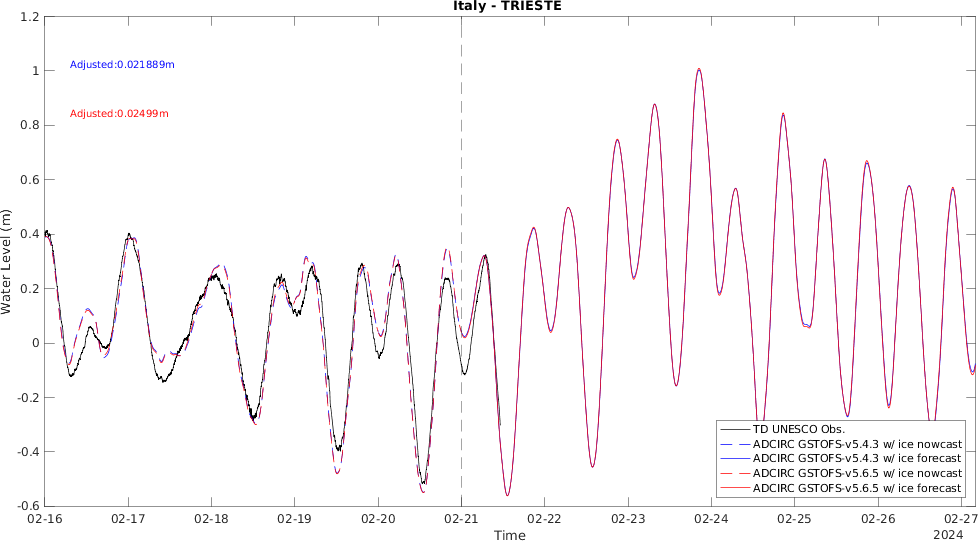 Italy - TRIESTE
1.2
1
0.8
0.6
0.4
0.2
0
-0.2
-0.4
-0.6
Water Level (m)
Adjusted:0.021889m
Adjusted:0.02499m
TD UNESCO Obs.
ADCIRC GSTOFS-v5.4.3 w/ ice nowcast
ADCIRC GSTOFS-v5.4.3 w/ ice forecast
ADCIRC GSTOFS-v5.6.5 w/ ice nowcast
ADCIRC GSTOFS-v5.6.5 w/ ice forecast
02-16 02-17 02-18 02-19 02-20 02-21 02-22 02-23 02-24 02-25 02-26 02-27
Time
2024